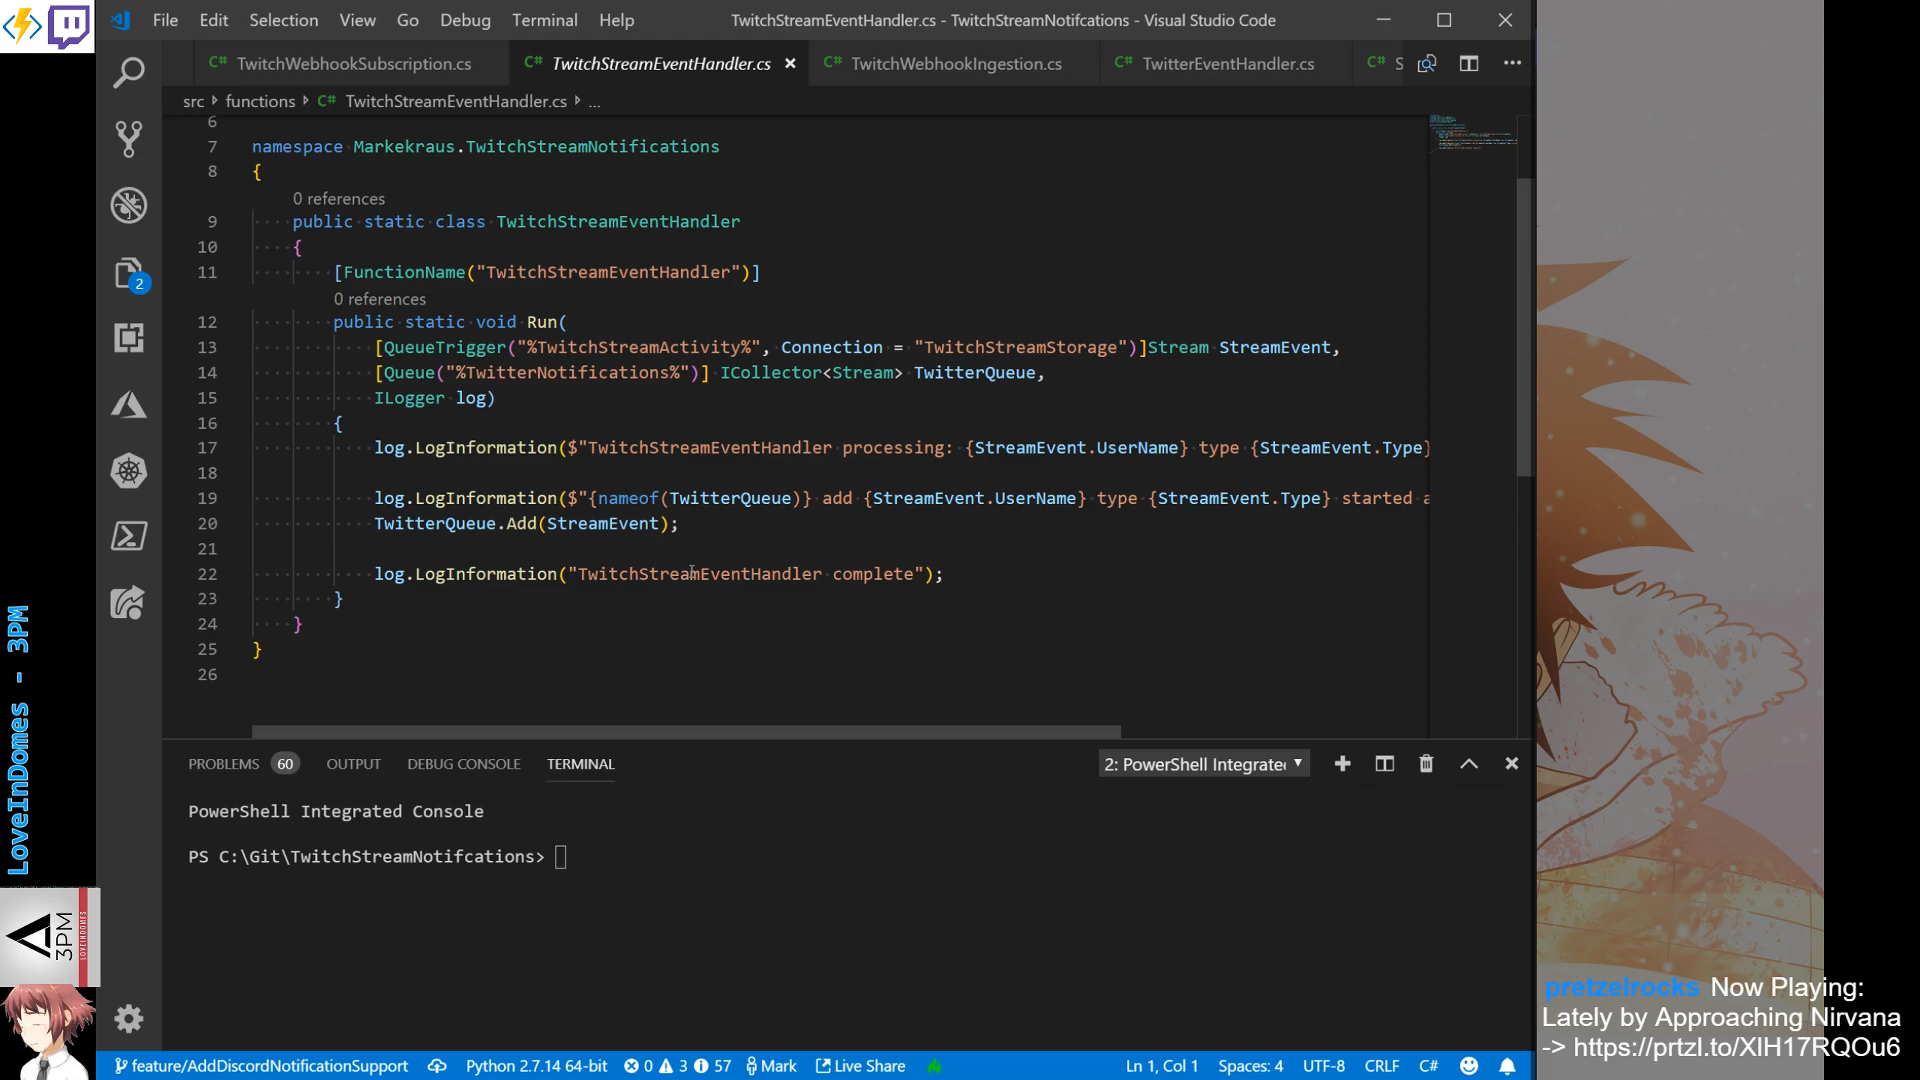 File Edit Selection View Go Debug Terminal Help TwitchStreamEventHandler.cs - TwitchStreamNotifcations - Visual Studio Code
C# TwitchWebhookSubscription.cs C# TwitchStreamEventHandler.cs C# TwitchWebhookIngestion.cs C# TwitterEventHandler.cs C# S
src functions C# TwitchStreamEventHandler.cs ...
6
7 namespace Markekraus.TwitchStreamNotifications
8 {
0 references
9 public static class TwitchStreamEventHandler
10 {
11 [FunctionName("TwitchStreamEventHandler")]
0 references
12 public static void Run(
13 [QueueTrigger("%TwitchStreamActivity%", Connection = "TwitchStreamStorage")]Stream StreamEvent,
14 [Queue("%TwitterNotifications%")] ICollector<Stream> TwitterQueue,
15 ILogger log)
16 {
17 log.LogInformation($"TwitchStreamEventHandler processing: {StreamEvent.UserName} type {StreamEvent.Type}
18
19 log.LogInformation($"{nameof(TwitterQueue)} add {StreamEvent.UserName} type {StreamEvent.Type} started a
20 TwitterQueue.Add(StreamEvent);
21
22 log.LogInformation("TwitchStreamEventHandler complete");
23 }
24 }
25 }
26
2
PROBLEMS 60 OUTPUT DEBUG CONSOLE TERMINAL 2: PowerShell Integrate
PowerShell Integrated Console
PS C:\Git\TwitchStreamNotifcations>
feature/AddDiscordNotificationSupport Python 2.7.14 64-bit 0 3 57 Mark Live Share Ln 1, Col 1 Spaces: 4 UTF-8 CRLF C#
LoveInDomes - 3PM
3PM
LOVEINDOMES
pretzelrocks Now Playing:
Lately by Approaching Nirvana
-> https://prtzl.to/XlH17RQOu6